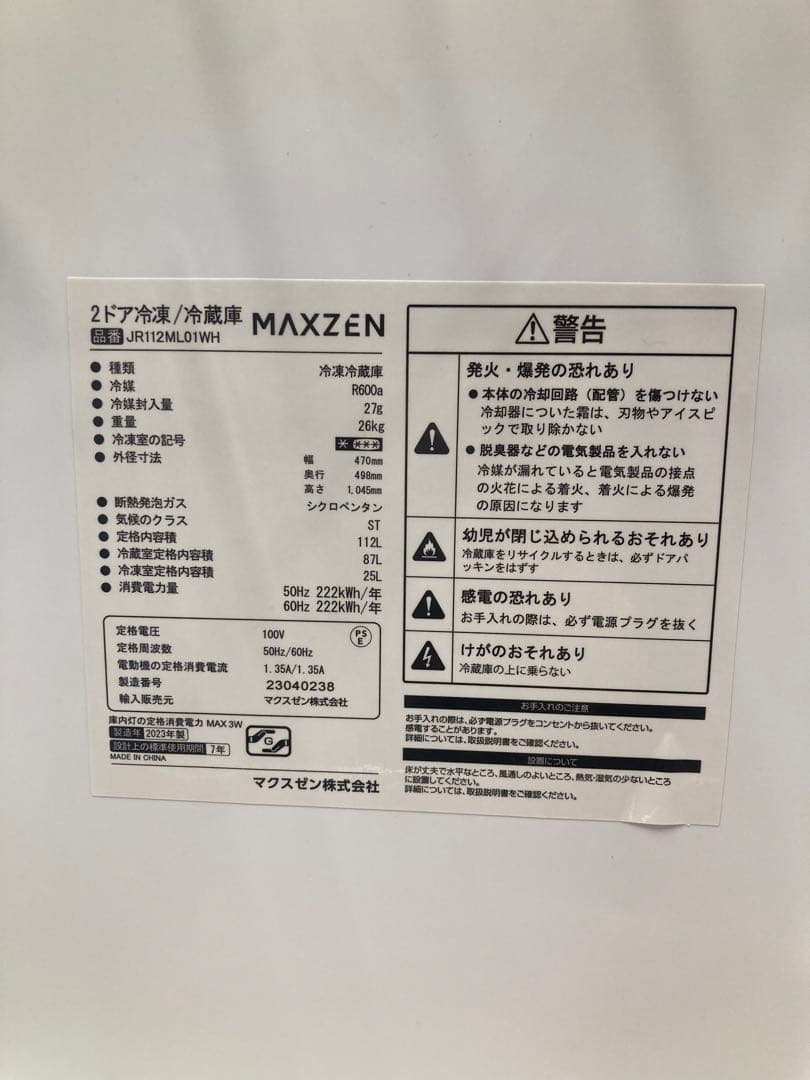 2ドア冷凍/冷蔵庫 MAXZEN
品番 JR112ML01WH
● 種類 冷凍冷蔵庫
● 冷媒 R600a
● 冷媒封入量 27g
● 重量 26kg
● 冷凍室の記号 * ***
● 外径寸法 幅 470mm
奥行 498mm
高さ 1,045mm
● 断熱発泡ガス シクロペンタン
● 気候のクラス ST
● 定格内容積 112L
● 冷蔵室定格内容積 87L
● 冷凍室定格内容積 25L
● 消費電力量 50Hz 222kWh/年
60Hz 222kWh/年
定格電圧 100V
PSE
定格周波数 50Hz/60Hz
電動機の定格消費電流 1.35A/1.35A
製造番号 23040238
輸入販売元 マクスゼン株式会社
庫内灯の定格消費電力 MAX 3W
製造年 2023年製
設計上の標準使用期間 7年
MADE IN CHINA
G
マクスゼン株式会社
警告
発火・爆発の恐れあり
● 本体の冷却回路(配管)を傷つけない
冷却器についた霜は、刃物やアイスピ
ックで取り除かない
● 脱臭器などの電気製品を入れない
冷媒が漏れていると電気製品の接点
の火花による着火、着火による爆発
の原因になります
幼児が閉じ込められるおそれあり
冷蔵庫をリサイクルするときは、必ずドアパ
ッキンをはずす
感電の恐れあり
お手入れの際は、必ず電源プラグを抜く
けがのおそれあり
冷蔵庫の上に乗らない
お手入れのご注意
お手入れの際は、必ず電源プラグをコンセントから抜いてください。
感電することがあります。
詳細については、取扱説明書をご確認ください。
設置について
床が丈夫で水平なところ、風通しのよいところ、熱気・湿気の少ないところ
に設置してください。
詳細については、取扱説明書をご確認ください。